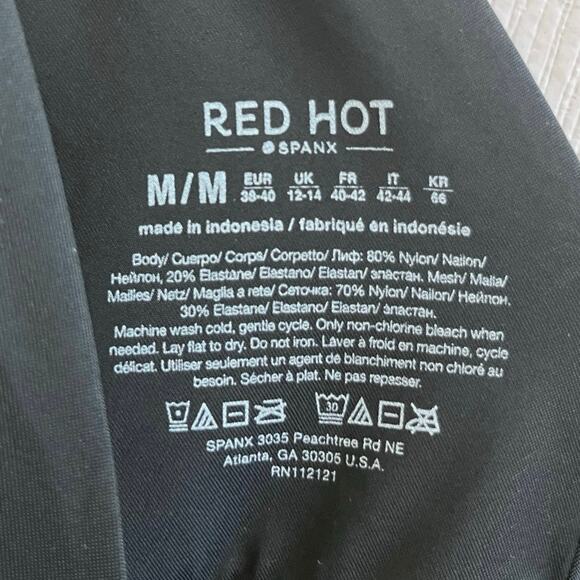 RED HOT
SPANX
M/M EUR 38-40 UK 12-14 FR 40-42 IT 42-44 KR 66
made in indonesia / fabriqué en indonésie
Body/ Cuerpo/ Corps/ Corpetto/ Лиф: 80% Nylon/ Nailon/
Нейлон, 20% Elastane/ Elastano/ Elastan/ эластан. Mesh/ Malla/
Mailles/ Netz/ Maglia a rete/ Сеточка: 70% Nylon/ Nailon/ Нейлон,
30% Elastane/ Elastano/ Elastan/ эластан.
Machine wash cold, gentle cycle. Only non-chlorine bleach when
needed. Lay flat to dry. Do not iron. Laver à froid en machine, cycle
délicat. Utiliser seulement un agent de blanchiment non chloré au
besoin. Sécher à plat. Ne pas repasser.
30
SPANX 3035 Peachtree Rd NE
Atlanta, GA 30305 U.S.A.
RN112121